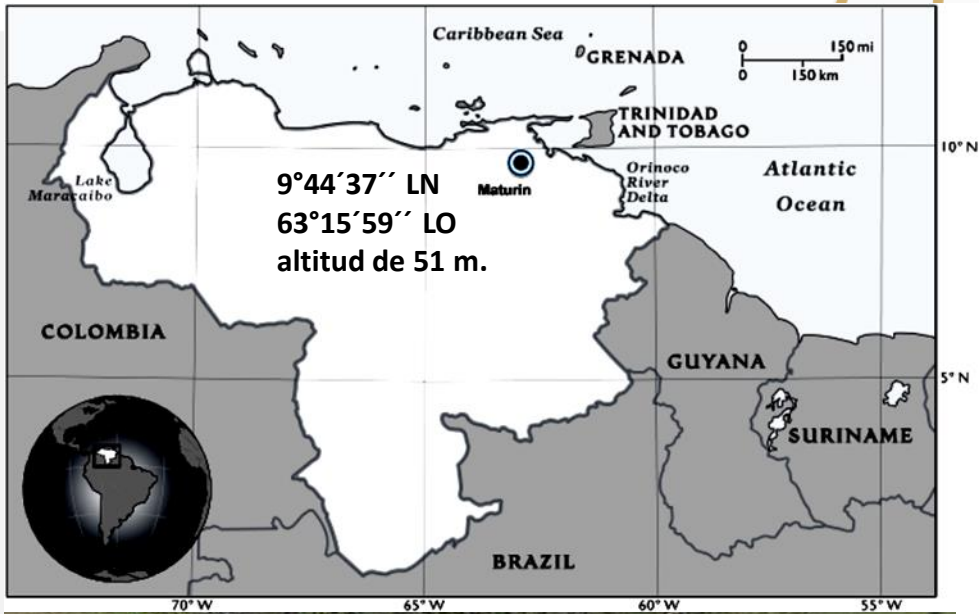 Caribbean Sea
GRENADA
0 150 mi
0 150 km
TRINIDAD
AND TOBAGO
10° N
Lake
Maracaibo
9°44´37´´ LN
63°15´59´´ LO
altitud de 51 m.
Maturín
Orinoco
River
Delta
Atlantic
Ocean
COLOMBIA
GUYANA
5° N
SURINAME
BRAZIL
70° W
65° W
60° W
55° W